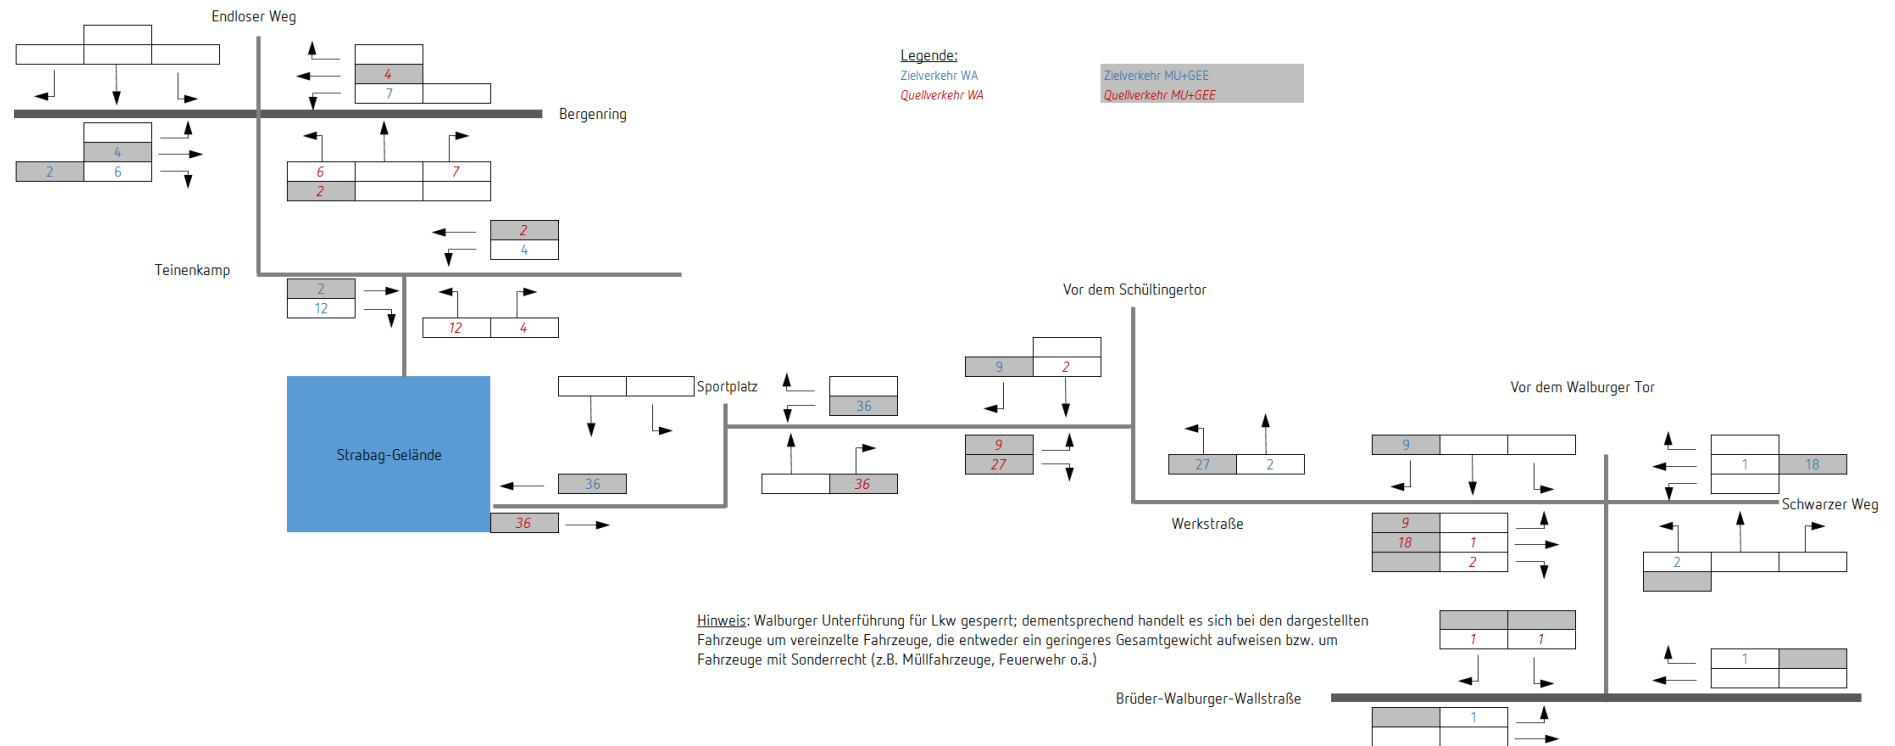 Endloser Weg
Legende:
Zielverkehr WA
Zielverkehr MU+GEE
Quellverkehr WA
Quellverkehr MU+GEE
4
7
Bergenring
4
2 6
6 7
2
2
4
Teinenkamp
2
12
12 4
Vor dem Schültingertor
9 2
Sportplatz
36
Vor dem Walburger Tor
Strabag-Gelände
9
27
27 2
9
1 18
36
36
36
Schwarzer Weg
Werkstraße
9
18 1
2
2
Hinweis: Walburger Unterführung für Lkw gesperrt; dementsprechend handelt es sich bei den dargestellten
Fahrzeuge um vereinzelte Fahrzeuge, die entweder ein geringeres Gesamtgewicht aufweisen bzw. um
Fahrzeuge mit Sonderrecht (z.B. Müllfahrzeuge, Feuerwehr o.ä.)
1 1
1
Brüder-Walburger-Wallstraße
1